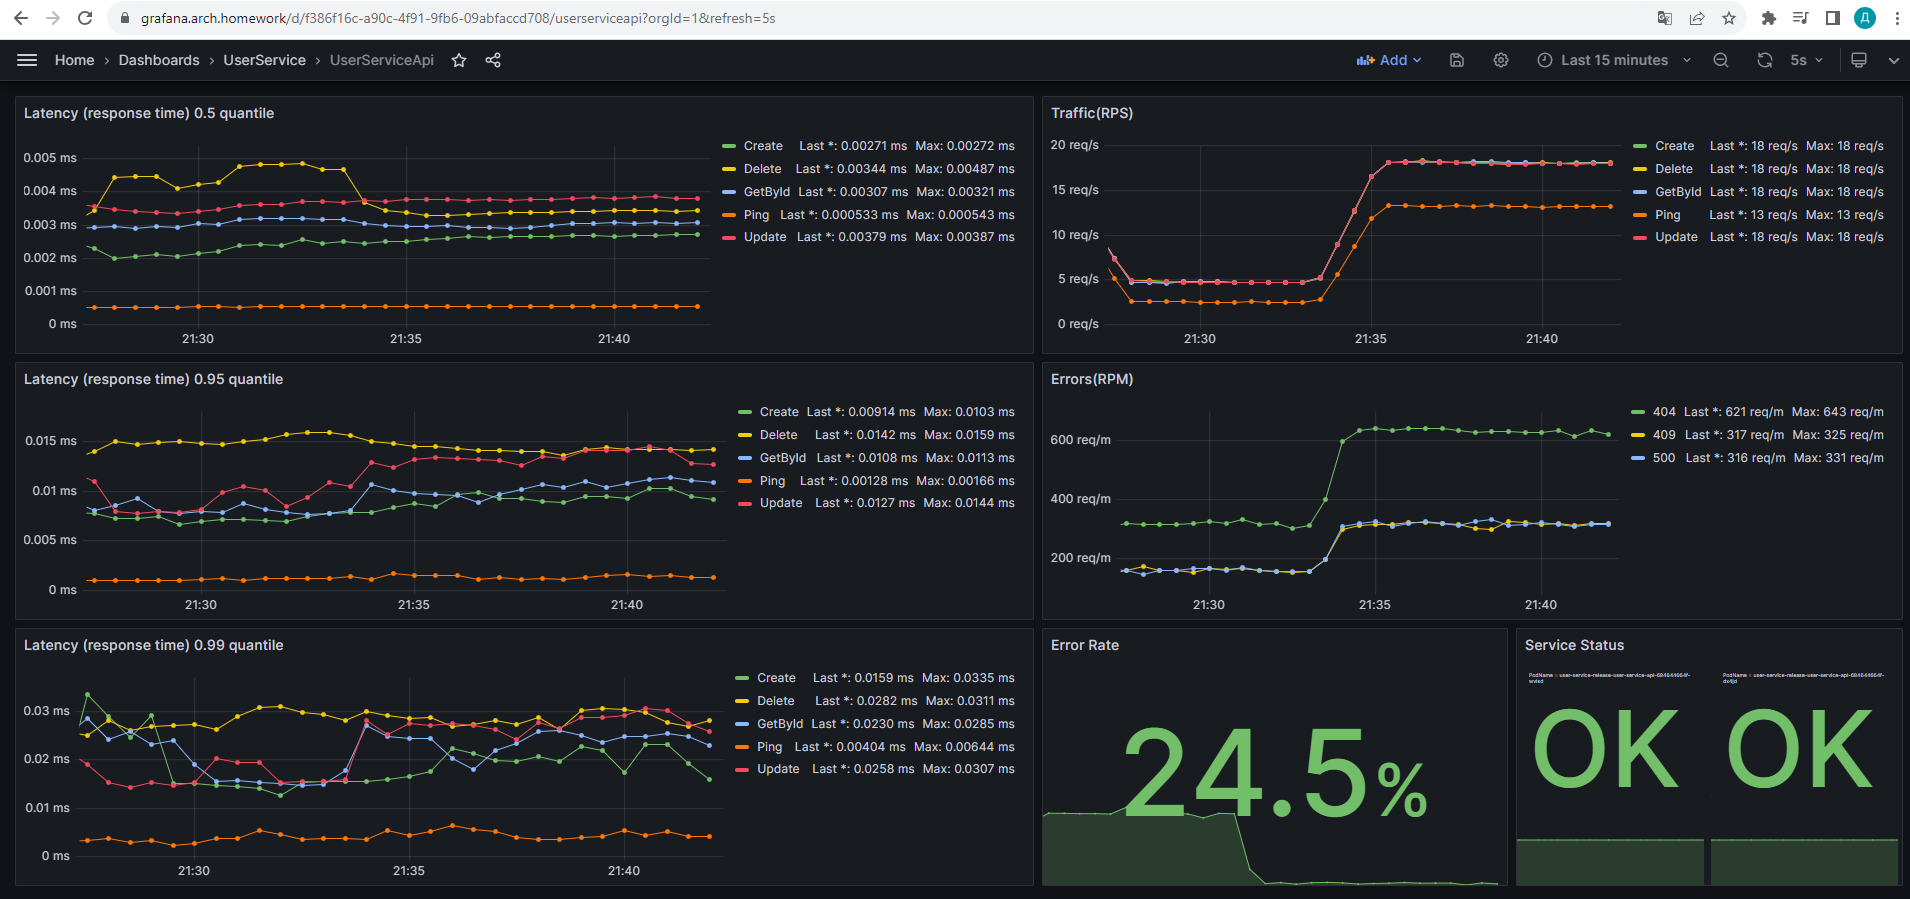 grafana.arch.homework/d/f386f16c-a90c-4f91-9fb6-09abfaccd708/userserviceapi?orgId=1&refresh=5s
Д
Home › Dashboards › UserService › UserServiceApi
Add
Last 15 minutes
5s
Latency (response time) 0.5 quantile
0.005 ms
0.004 ms
0.003 ms
0.002 ms
0.001 ms
0 ms
21:30 21:35 21:40
Create Last *: 0.00271 ms Max: 0.00272 ms
Delete Last *: 0.00344 ms Max: 0.00487 ms
GetById Last *: 0.00307 ms Max: 0.00321 ms
Ping Last *: 0.000533 ms Max: 0.000543 ms
Update Last *: 0.00379 ms Max: 0.00387 ms
Traffic(RPS)
20 req/s
15 req/s
10 req/s
5 req/s
0 req/s
21:30 21:35 21:40
Create Last *: 18 req/s Max: 18 req/s
Delete Last *: 18 req/s Max: 18 req/s
GetById Last *: 18 req/s Max: 18 req/s
Ping Last *: 13 req/s Max: 13 req/s
Update Last *: 18 req/s Max: 18 req/s
Latency (response time) 0.95 quantile
0.015 ms
0.01 ms
0.005 ms
0 ms
21:30 21:35 21:40
Create Last *: 0.00914 ms Max: 0.0103 ms
Delete Last *: 0.0142 ms Max: 0.0159 ms
GetById Last *: 0.0108 ms Max: 0.0113 ms
Ping Last *: 0.00128 ms Max: 0.00166 ms
Update Last *: 0.0127 ms Max: 0.0144 ms
Errors(RPM)
600 req/m
400 req/m
200 req/m
21:30 21:35 21:40
404 Last *: 621 req/m Max: 643 req/m
409 Last *: 317 req/m Max: 325 req/m
500 Last *: 316 req/m Max: 331 req/m
Latency (response time) 0.99 quantile
0.03 ms
0.02 ms
0.01 ms
0 ms
21:30 21:35 21:40
Create Last *: 0.0159 ms Max: 0.0335 ms
Delete Last *: 0.0282 ms Max: 0.0311 ms
GetById Last *: 0.0230 ms Max: 0.0285 ms
Ping Last *: 0.00404 ms Max: 0.00644 ms
Update Last *: 0.0258 ms Max: 0.0307 ms
Error Rate
24.5%
Service Status
PodName = 
OK
PodName = 
OK